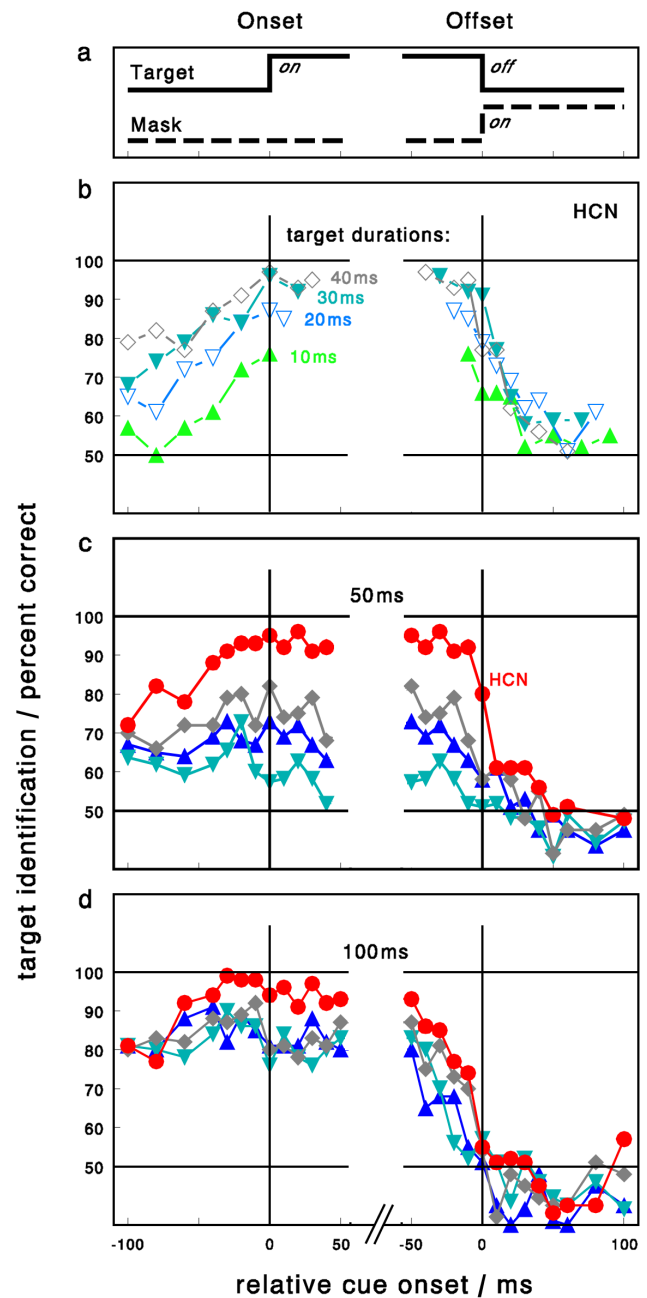 Onset Offset
a
Target on off
Mask on
b
HCN
target durations:
100
40ms
90
30ms
20ms
80
10ms
70
60
50
c
50ms
100
90
HCN
80
70
60
50
d
100ms
100
90
80
70
60
50
-100 0 50 -50 0 100
relative cue onset / ms
target identification / percent correct